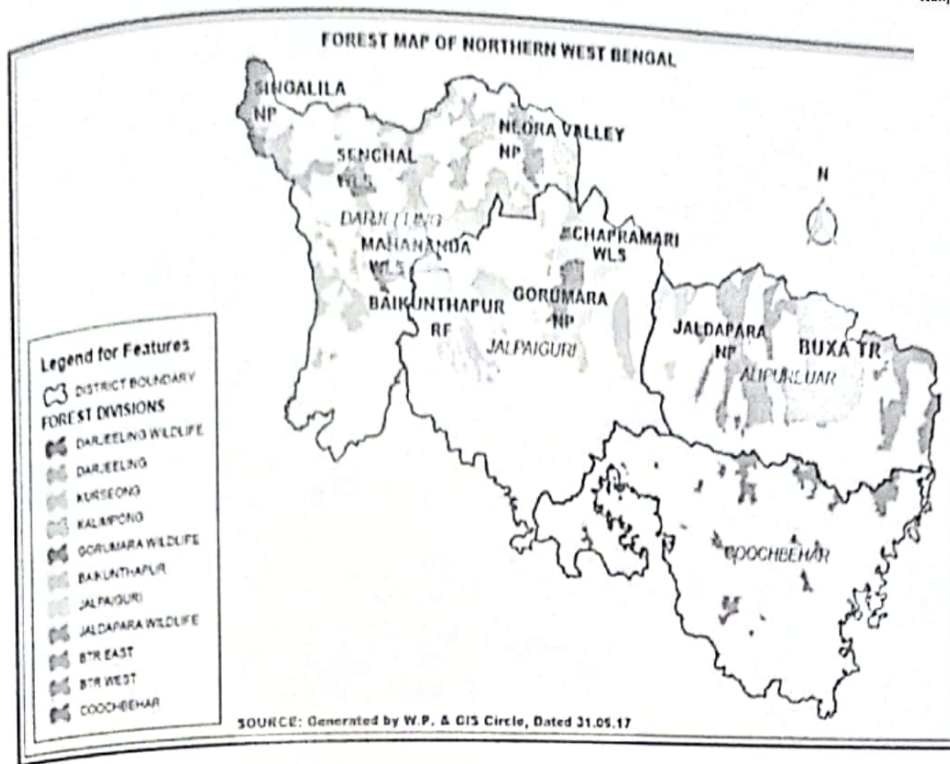 FOREST MAP OF NORTHERN WEST BENGAL
SINGALILA
NP
NEORA VALLEY
NP
SENCHAL
WLS
N
DARJEELING
CHAPRAMARI
WLS
MAHANANDA
WLS
BAIKUNTHAPUR
RF
GORUMARA
NP
JALPAIGURI
JALDAPARA
NP
BUXA TR
ALIPURDUAR
COOCHBEHAR
Legend for Features
DISTRICT BOUNDARY
FOREST DIVISIONS
DARJEELING WILDLIFE
DARJEELING
KURSEONG
KALIMPONG
GORUMARA WILDLIFE
BAIKUNTHAPUR
JALPAIGURI
JALDAPARA WILDLIFE
BTR EAST
BTR WEST
COOCHBEHAR
SOURCE: Generated by W.P. & GIS Circle, Dated 31.05.17